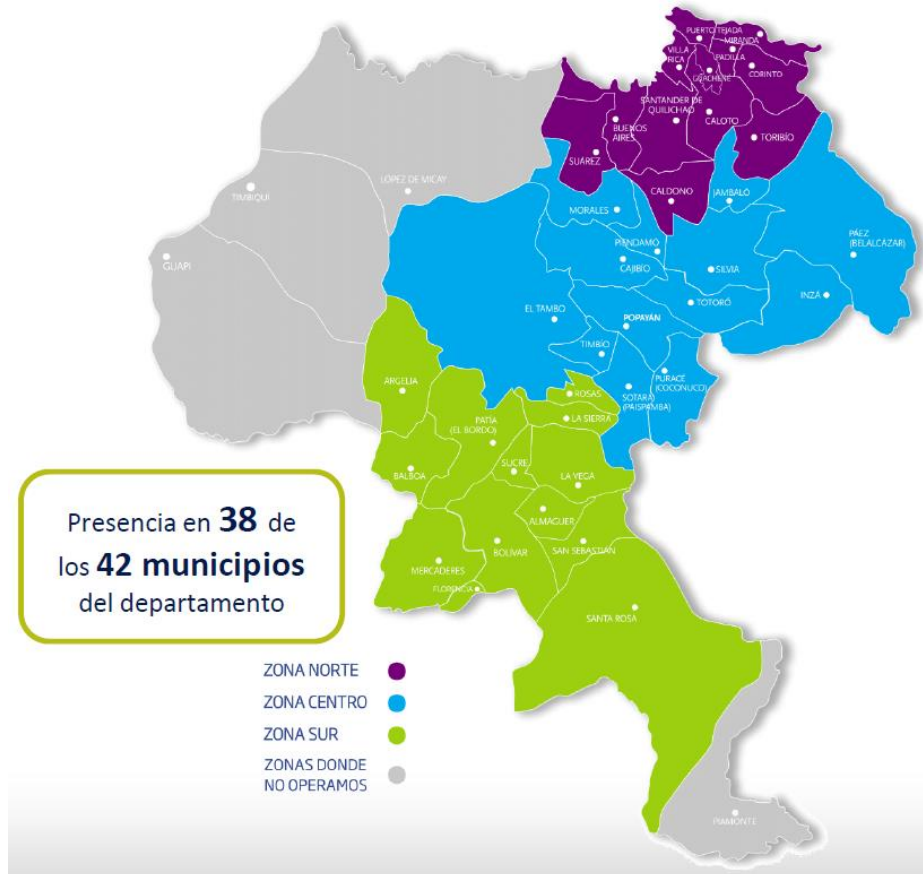 PUERTO TEJADA
MIRANDA
VILLA
RICA
PADILLA
GUACHENÉ
CORINTO
SANTANDER DE
QUILICHAO
BUENOS
AIRES
CALOTO
TORIBÍO
SUÁREZ
LÓPEZ DE MICAY
TIMBIQUÍ
CALDONO
JAMBALÓ
MORALES
PÁEZ
(BELALCÁZAR)
GUAPI
PIENDAMÓ
CAJIBÍO
SILVIA
INZÁ
TOTORÓ
EL TAMBO
POPAYÁN
TIMBÍO
PURACÉ
(COCONUCO)
ARGELIA
ROSAS
SOTARÁ
(PAISPAMBA)
PATÍA
(EL BORDO)
LA SIERRA
BALBOA
SUCRE
LA VEGA
Presencia en 38 de
los 42 municipios
del departamento
ALMAGUER
BOLÍVAR
SAN SEBASTIÁN
MERCADERES
FLORENCIA
SANTA ROSA
ZONA NORTE
ZONA CENTRO
ZONA SUR
ZONAS DONDE
NO OPERAMOS
PIAMONTE